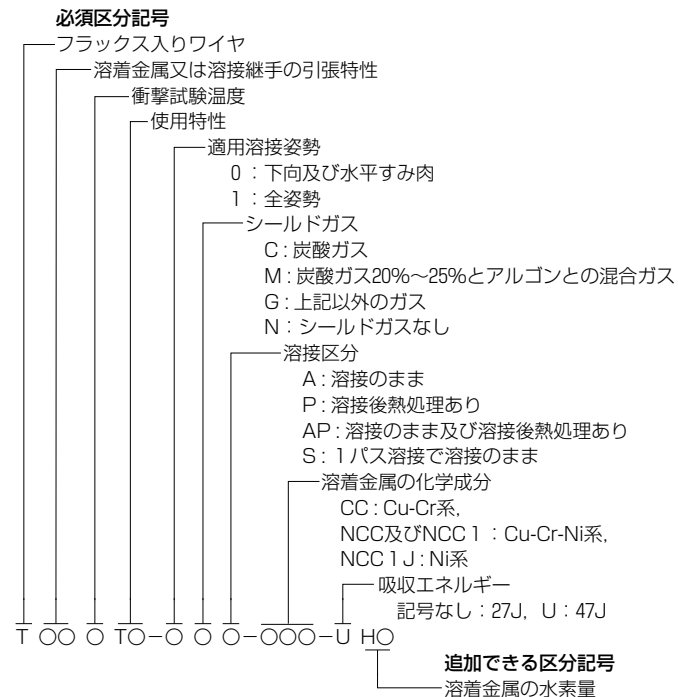 必須区分記号
フラックス入りワイヤ
溶着金属又は溶接継手の引張特性
衝撃試験温度
使用特性
適用溶接姿勢
0：下向及び水平すみ肉
1：全姿勢
シールドガス
C：炭酸ガス
M：炭酸ガス20%〜25%とアルゴンとの混合ガス
G：上記以外のガス
N：シールドガスなし
溶接区分
A：溶接のまま
P：溶接後熱処理あり
AP：溶接のまま及び溶接後熱処理あり
S：1パス溶接で溶接のまま
溶着金属の化学成分
CC：Cu-Cr系,
NCC及びNCC1：Cu-Cr-Ni系,
NCC1J：Ni系
吸収エネルギー
記号なし：27J, U：47J
T ○○ ○ T○-○ ○ ○-○○○-U H○
追加できる区分記号
溶着金属の水素量